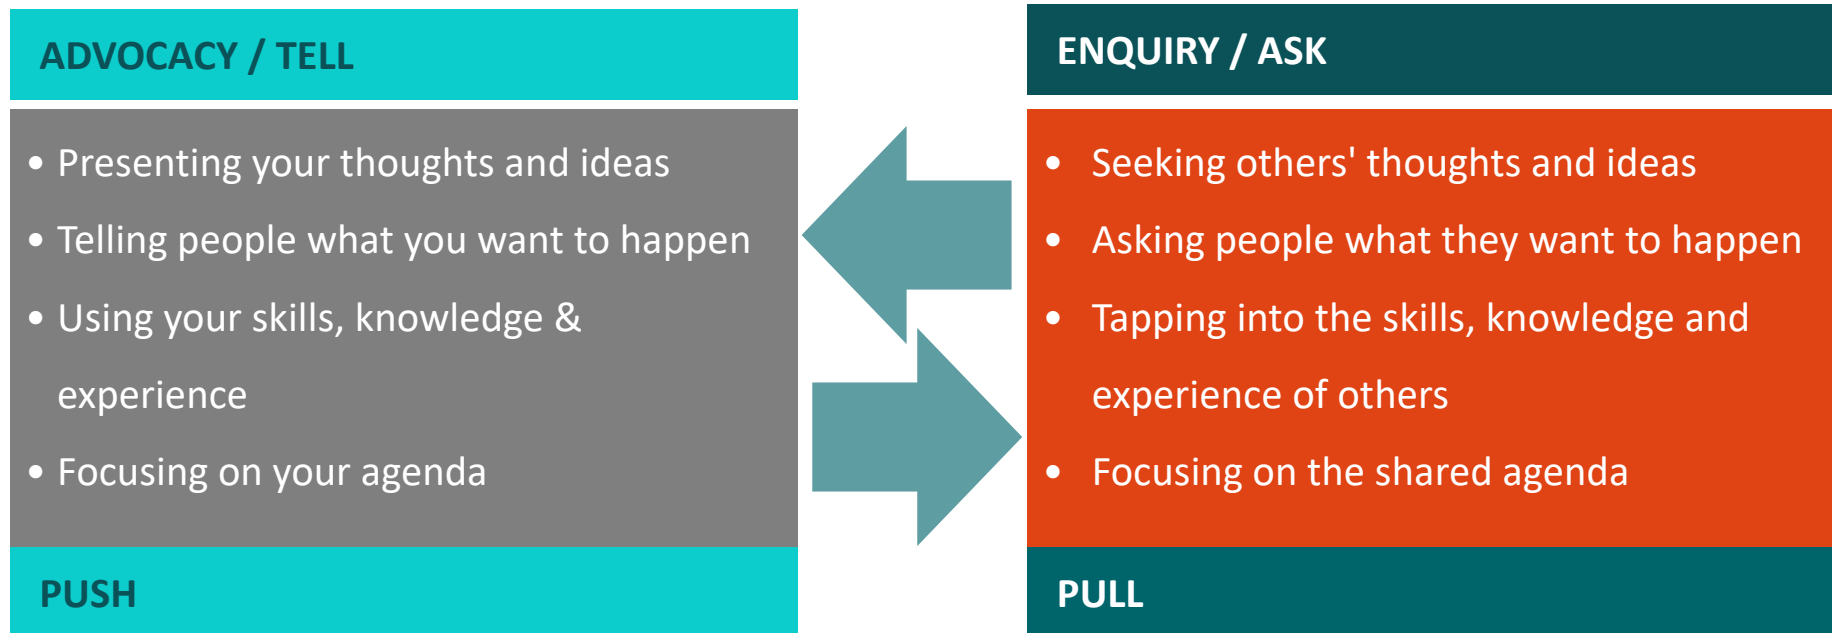 ADVOCACY / TELL
• Presenting your thoughts and ideas
• Telling people what you want to happen
• Using your skills, knowledge &
experience
• Focusing on your agenda
PUSH
ENQUIRY / ASK
• Seeking others' thoughts and ideas
• Asking people what they want to happen
• Tapping into the skills, knowledge and
experience of others
• Focusing on the shared agenda
PULL